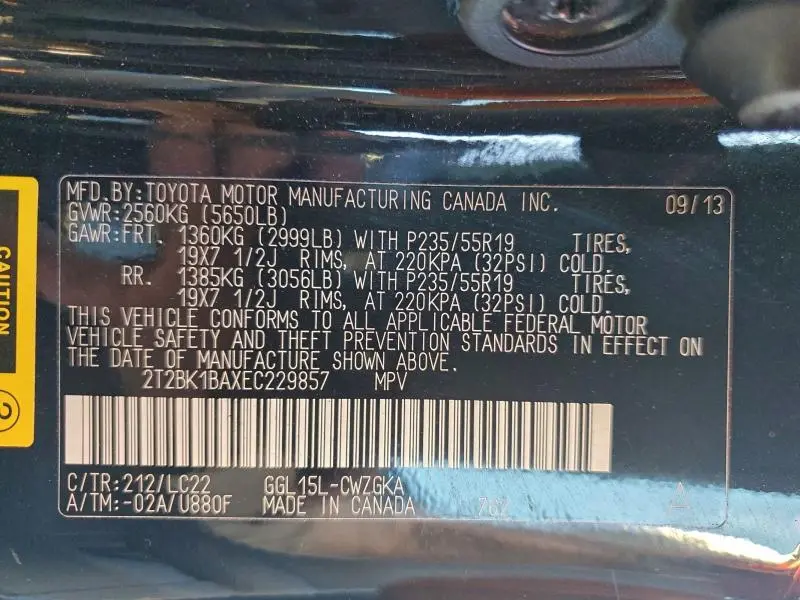 MFD.BY:TOYOTA MOTOR MANUFACTURING CANADA INC. 09/13
GVWR:2560KG (5650LB)
GAWR:FRT. 1360KG (2999LB) WITH P235/55R19 TIRES,
19X7 1/2J RIMS, AT 220KPA (32PSI) COLD.
RR. 1385KG (3056LB) WITH P235/55R19 TIRES,
19X7 1/2J RIMS, AT 220KPA (32PSI) COLD.
THIS VEHICLE CONFORMS TO ALL APPLICABLE FEDERAL MOTOR
VEHICLE SAFETY AND THEFT PREVENTION STANDARDS IN EFFECT ON
THE DATE OF MANUFACTURE SHOWN ABOVE.
2T2BK1BAXEC229857 MPV
C/TR:212/LC22 GGL15L-CWZGKA
A/TM:-02A/U880F MADE IN CANADA
CAUTION
2